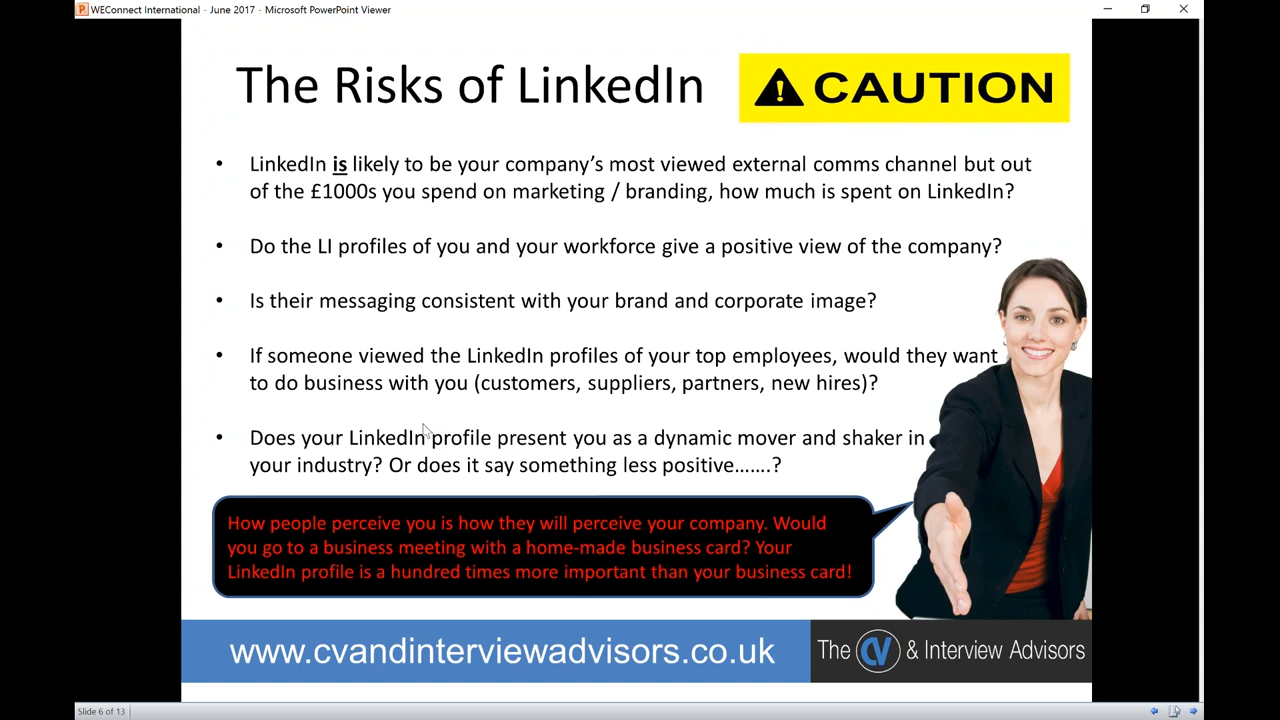 WEConnect International - June 2017 - Microsoft PowerPoint Viewer
The Risks of LinkedIn
CAUTION
• LinkedIn is likely to be your company’s most viewed external comms channel but out
of the £1000s you spend on marketing / branding, how much is spent on LinkedIn?
• Do the LI profiles of you and your workforce give a positive view of the company?
• Is their messaging consistent with your brand and corporate image?
• If someone viewed the LinkedIn profiles of your top employees, would they want
to do business with you (customers, suppliers, partners, new hires)?
• Does your LinkedIn profile present you as a dynamic mover and shaker in
your industry? Or does it say something less positive…….?
How people perceive you is how they will perceive your company. Would
you go to a business meeting with a home-made business card? Your
LinkedIn profile is a hundred times more important than your business card!
www.cvandinterviewadvisors.co.uk
The CV & Interview Advisors
Slide 6 of 13